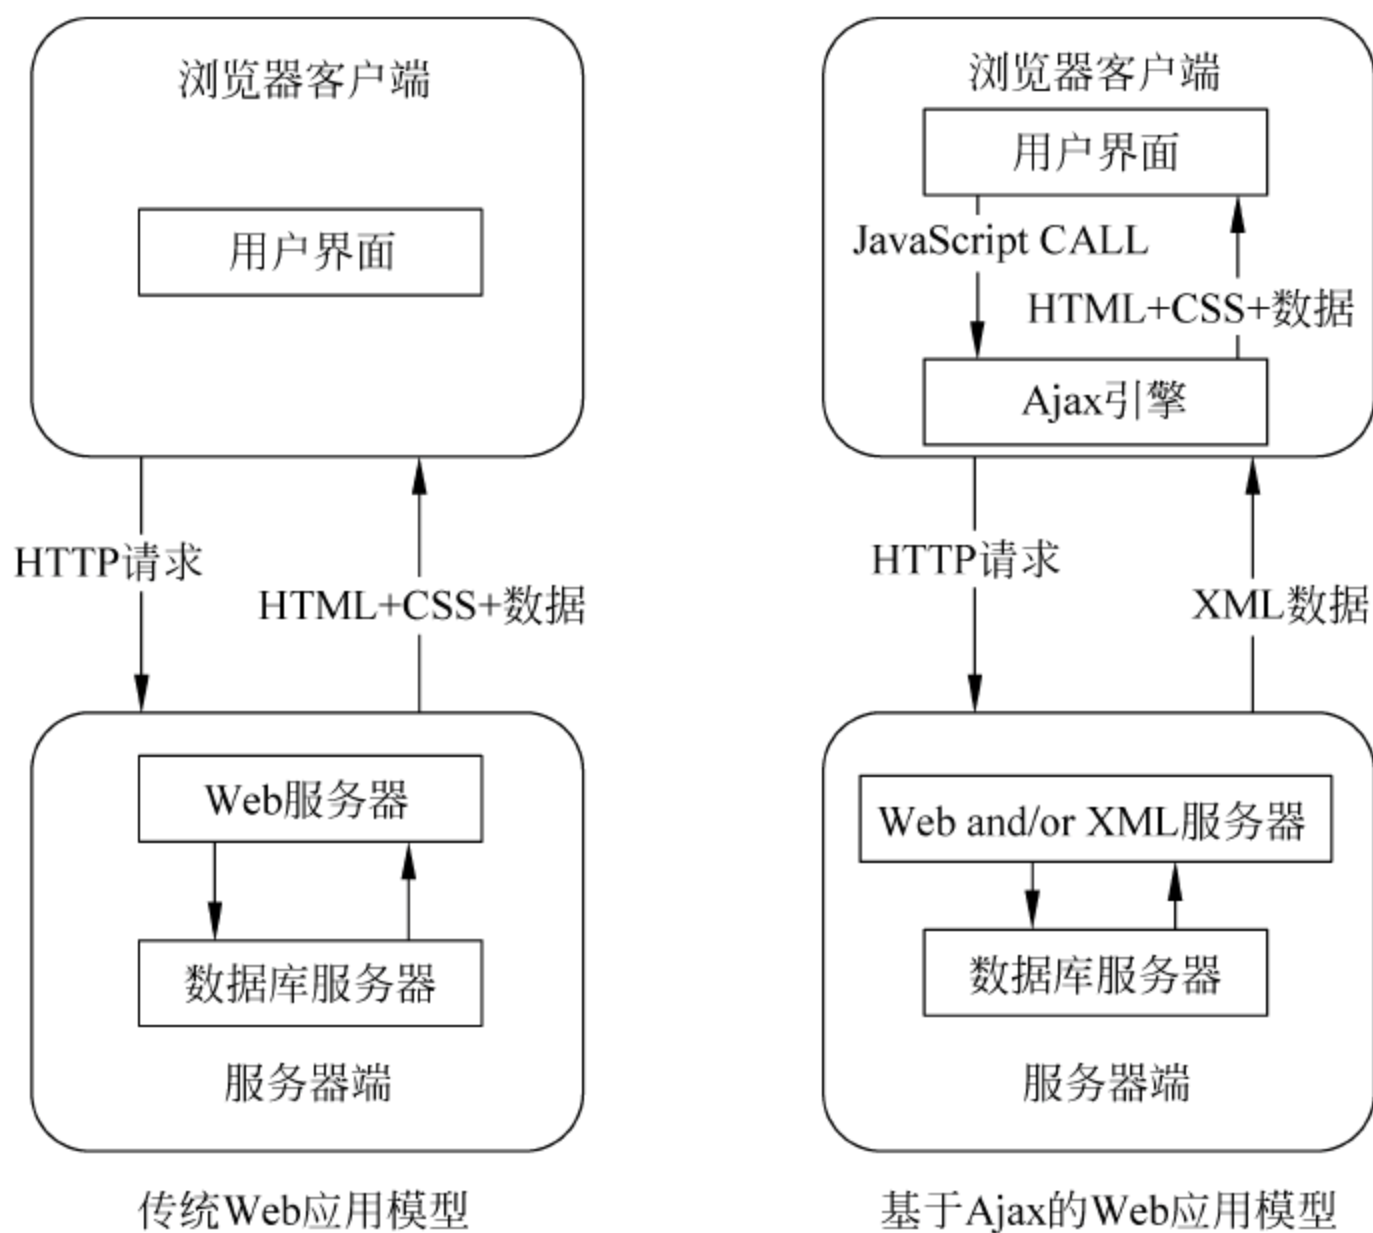 浏览器客户端
用户界面
HTTP请求
HTML+CSS+数据
Web服务器
数据库服务器
服务器端
传统Web应用模型
浏览器客户端
用户界面
JavaScript CALL
HTML+CSS+数据
Ajax引擎
HTTP请求
XML数据
Web and/or XML服务器
数据库服务器
服务器端
基于Ajax的Web应用模型